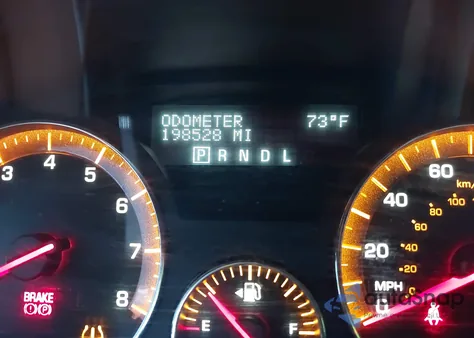 ODOMETER 73°F
198528 MI
P R N D L
3 4 5 6 7 8
BRAKE
P
E F
20 40 60
20 40 60 80 100
km/
MPH
autoSnap